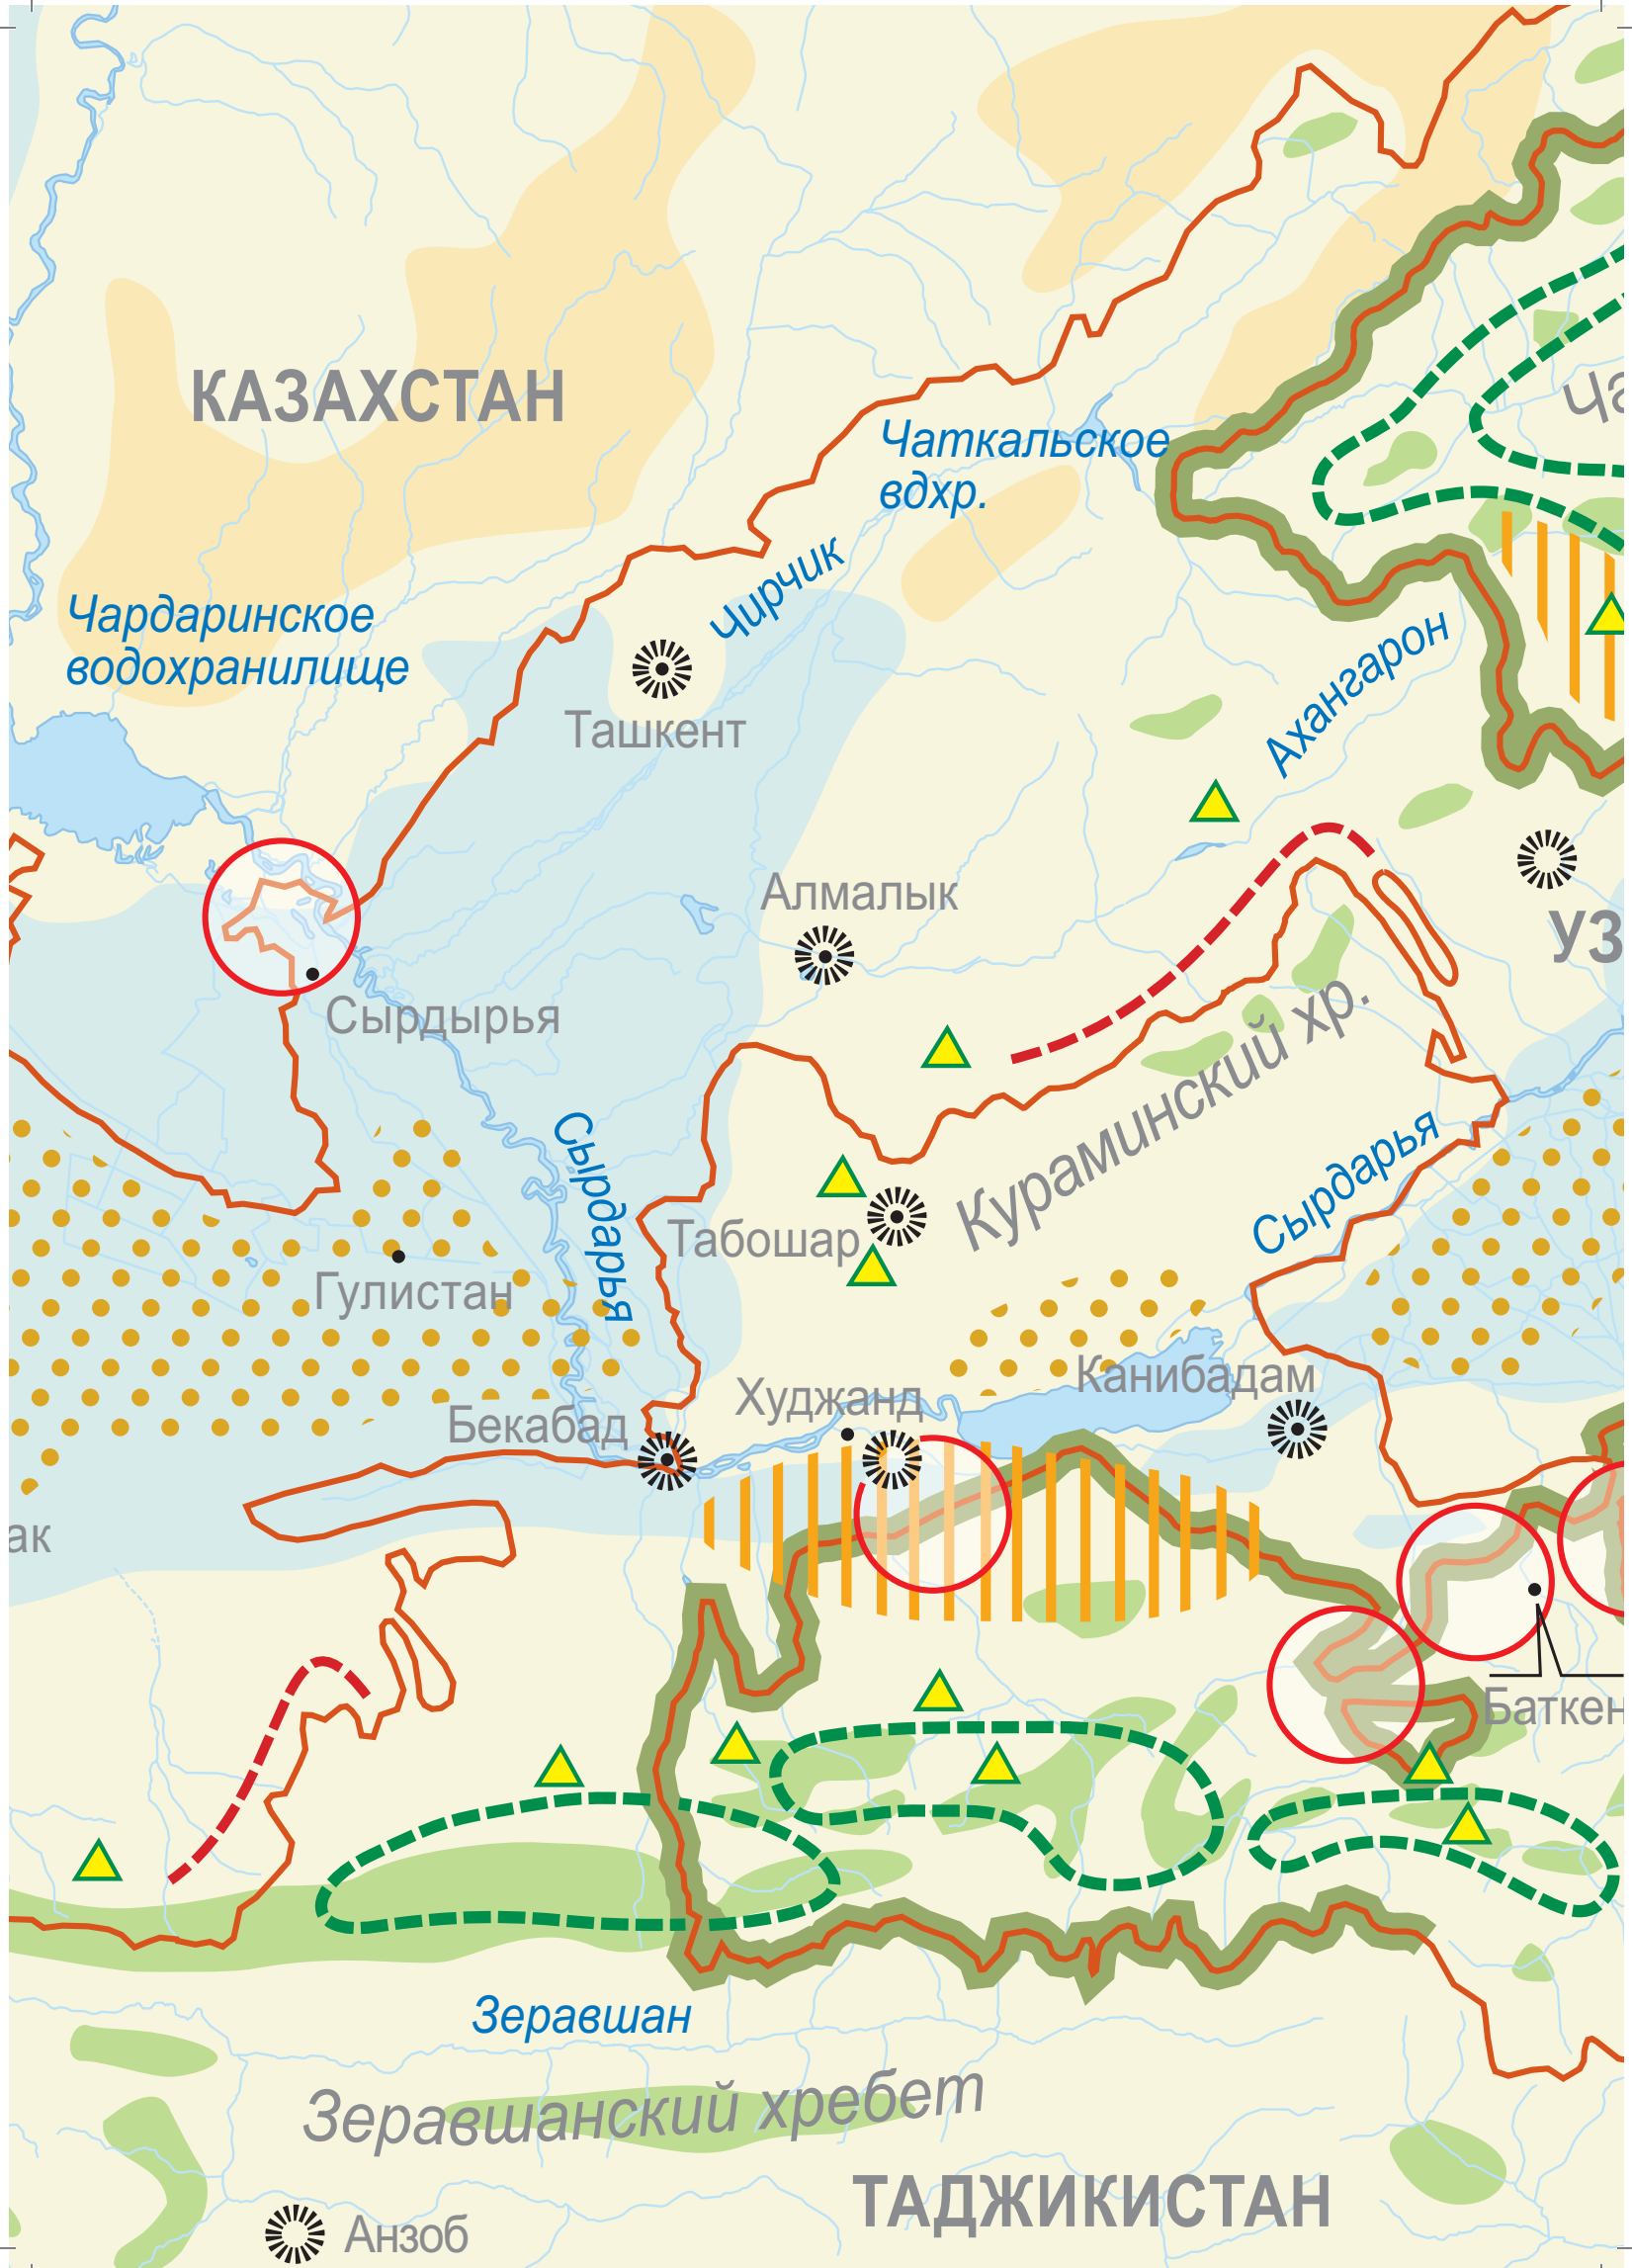 КАЗАХСТАН
Ча
Чаткальское
вдхр.
Чирчик
Чардаринское
водохранилище
Ахангарон
Ташкент
Алмалык
УЗ
Сырдырья
Кураминский хр.
Сырдарья
Сырдарья
Табошар
Гулистан
Канибадам
Худжанд
Бекабад
ак
Баткен
Зеравшан
Зеравшанский хребет
ТАДЖИКИСТАН
Анзоб